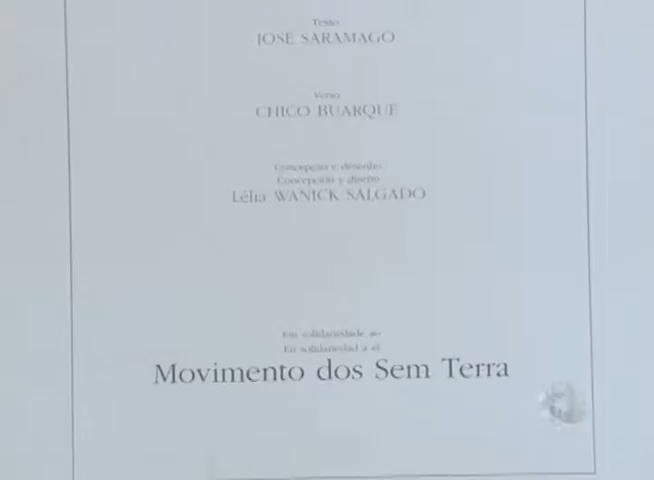 Texto
JOSÉ SARAMAGO
Verso
CHICO BUARQUE
Concepção e desenho
Concepción y diseño
Lélia WANICK SALGADO
Em solidariedade ao
En solidariedad a el
Movimento dos Sem Terra